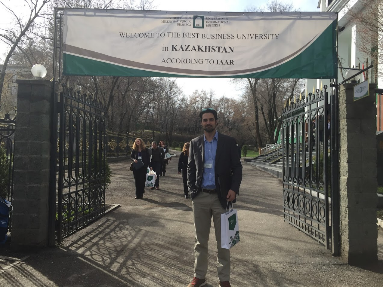 WELCOME TO THE BEST BUSINESS UNIVERSITY
in KAZAKHSTAN
ACCORDING TO IAAR